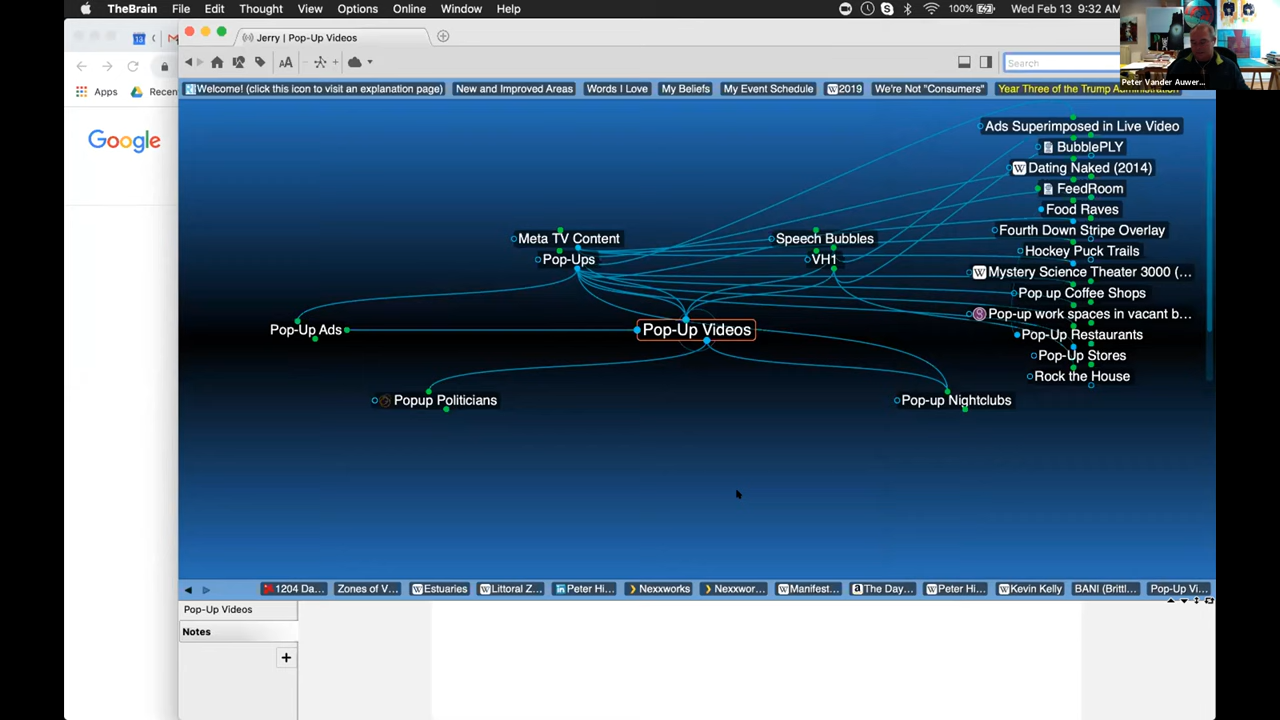 TheBrain File Edit Thought View Options Online Window Help 100% Wed Feb 13 9:32 AM
Jerry | Pop-Up Videos
AA
Search
Apps
Recen
Welcome! (click this icon to visit an explanation page) New and Improved Areas Words I Love My Beliefs My Event Schedule 2019 We're Not "Consumers" Year Three of the Trump Administration
Peter Vander Auwer...
Google
Ads Superimposed in Live Video
BubblePLY
Dating Naked (2014)
FeedRoom
Food Raves
Fourth Down Stripe Overlay
Hockey Puck Trails
Mystery Science Theater 3000 (...
Pop up Coffee Shops
Pop-up work spaces in vacant b...
Pop-Up Restaurants
Pop-Up Stores
Rock the House
Meta TV Content
Pop-Ups
Speech Bubbles
VH1
Pop-Up Ads
Pop-Up Videos
Popup Politicians
Pop-up Nightclubs
1204 Da... Zones of V... Estuaries Littoral Z... Peter Hi... Nexxworks Nexxwor... Manifest... The Day... Peter Hi... Kevin Kelly BANI (Brittl... Pop-Up Vi...
Pop-Up Videos
Notes